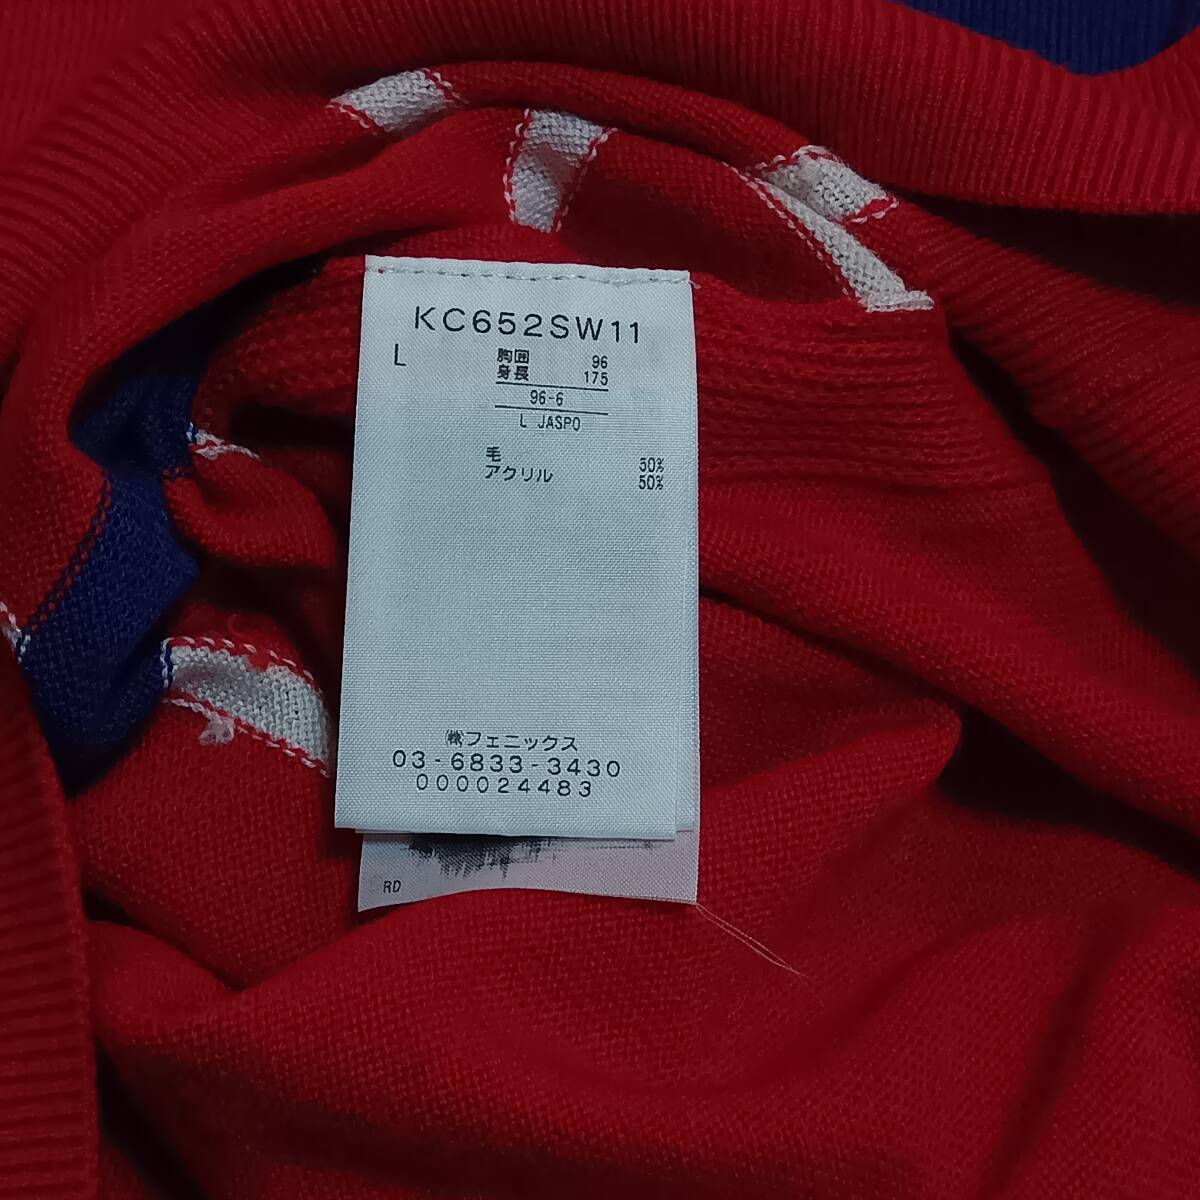 KC652SW11
L
胸囲 96
身長 175
96-6
L JASPO
毛 50%
アクリル 50%
㈱フェニックス
03-6833-3430
000024483
RD